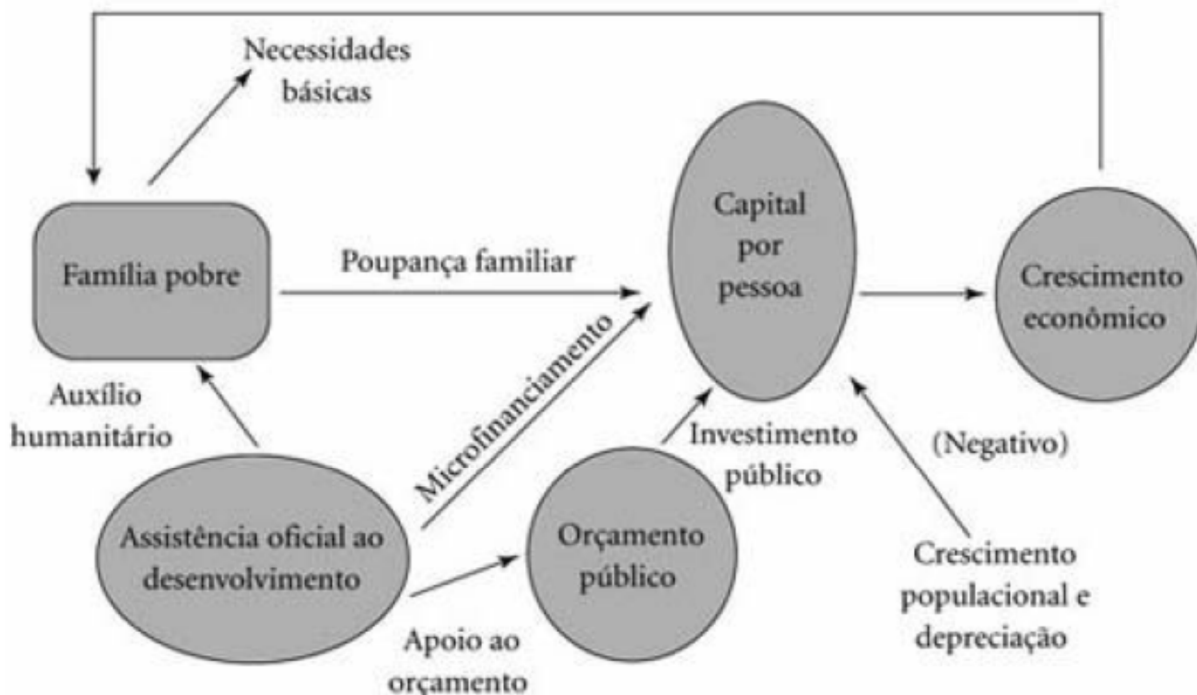 Necessidades
básicas
Família pobre
Poupança familiar
Capital
por
pessoa
Crescimento
econômico
Auxílio
humanitário
Microfinanciamento
Investimento
público
(Negativo)
Assistência oficial ao
desenvolvimento
Orçamento
público
Crescimento
populacional e
depreciação
Apoio ao
orçamento